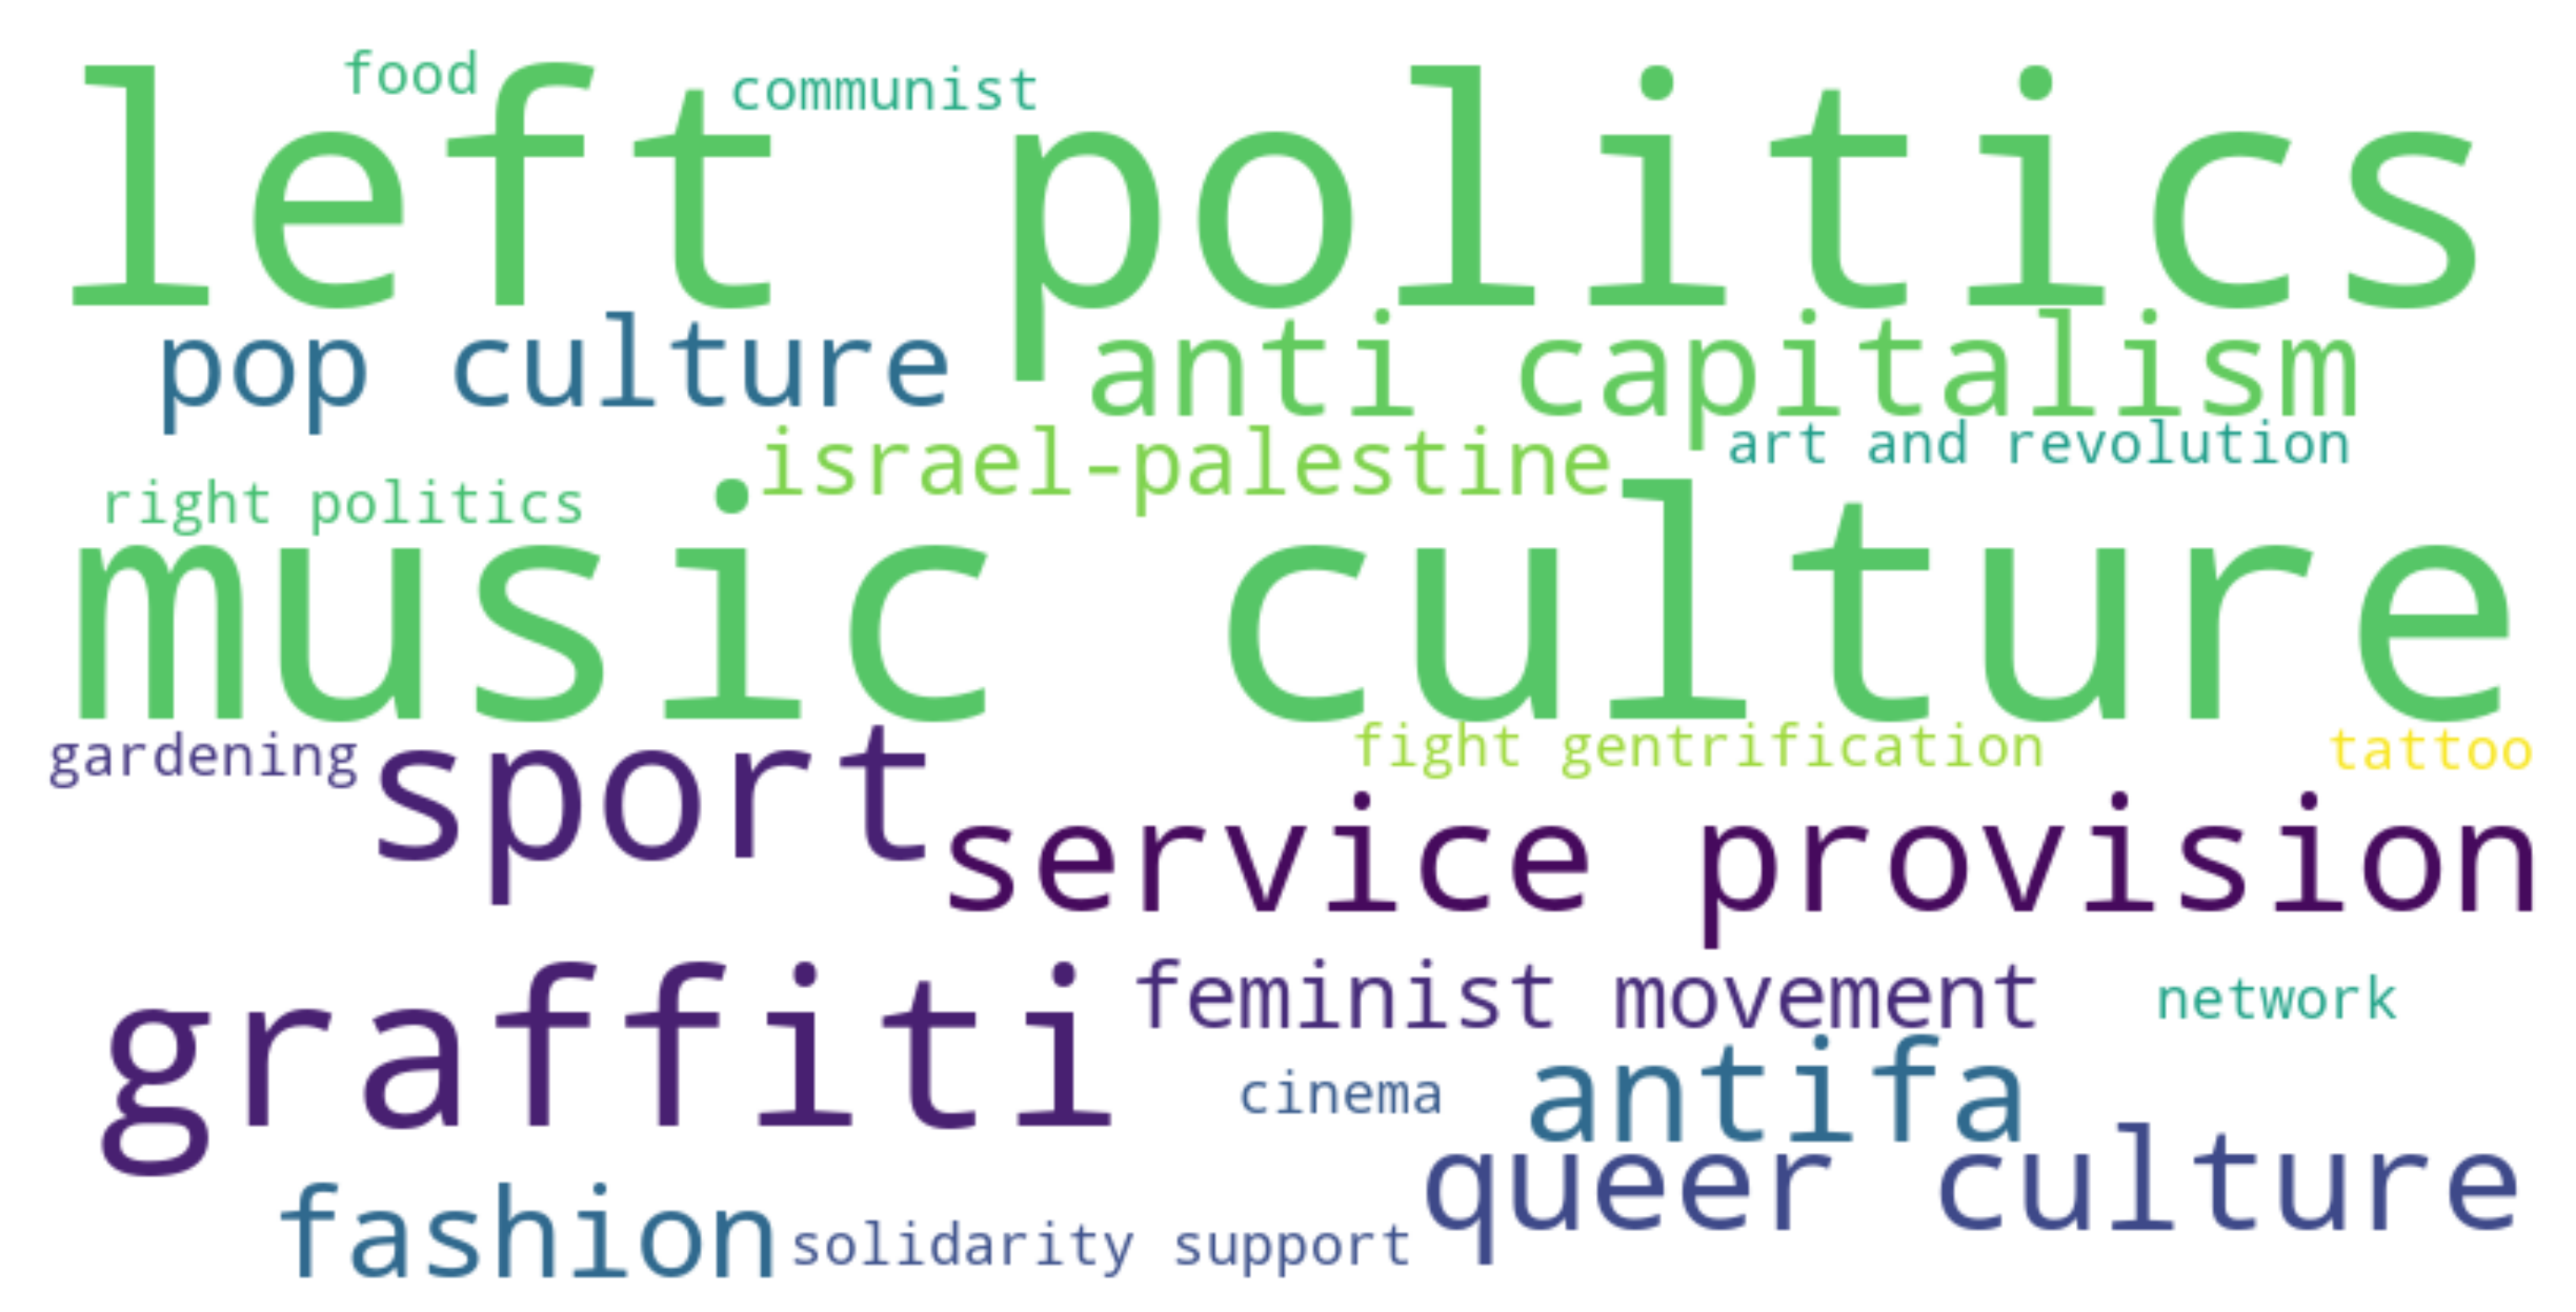 food
communist
left politics
pop culture
anti capitalism
israel-palestine
art and revolution
right politics
music culture
gardening
sport
fight gentrification
tattoo
service provision
graffiti
feminist movement
network
cinema
antifa
queer culture
fashion
solidarity support